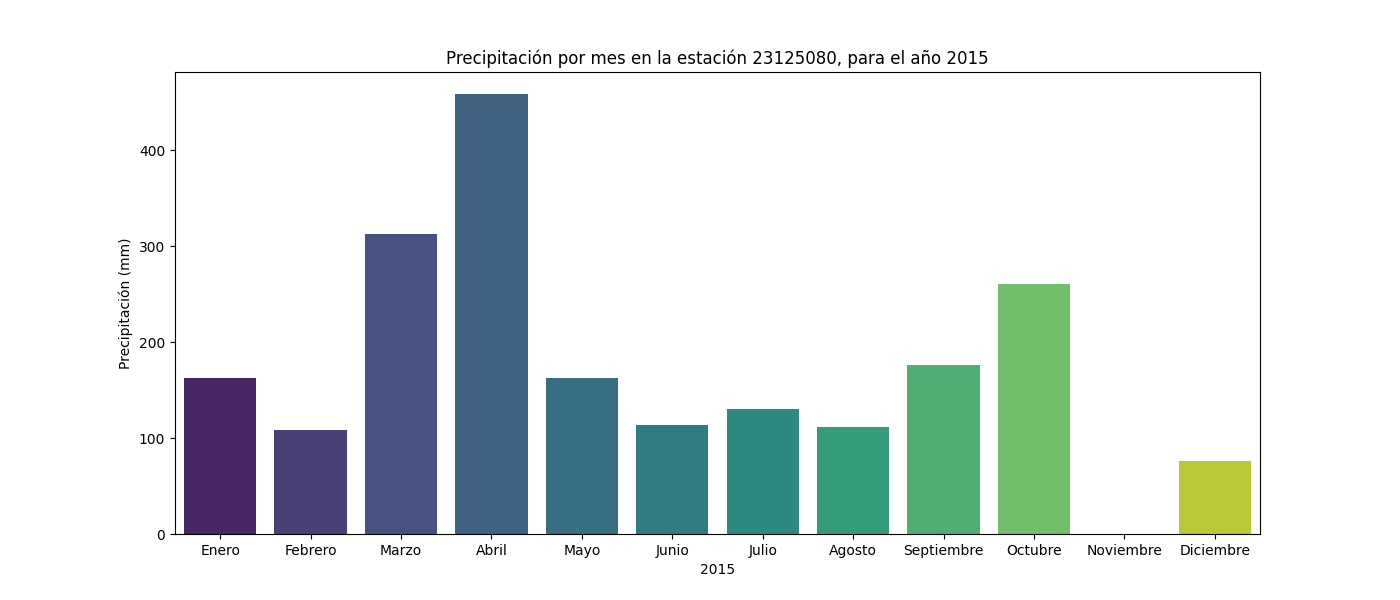 Precipitación por mes en la estación 23125080, para el año 2015
Precipitación (mm)
400
300
200
100
0
Enero Febrero Marzo Abril Mayo Junio Julio Agosto Septiembre Octubre Noviembre Diciembre
2015